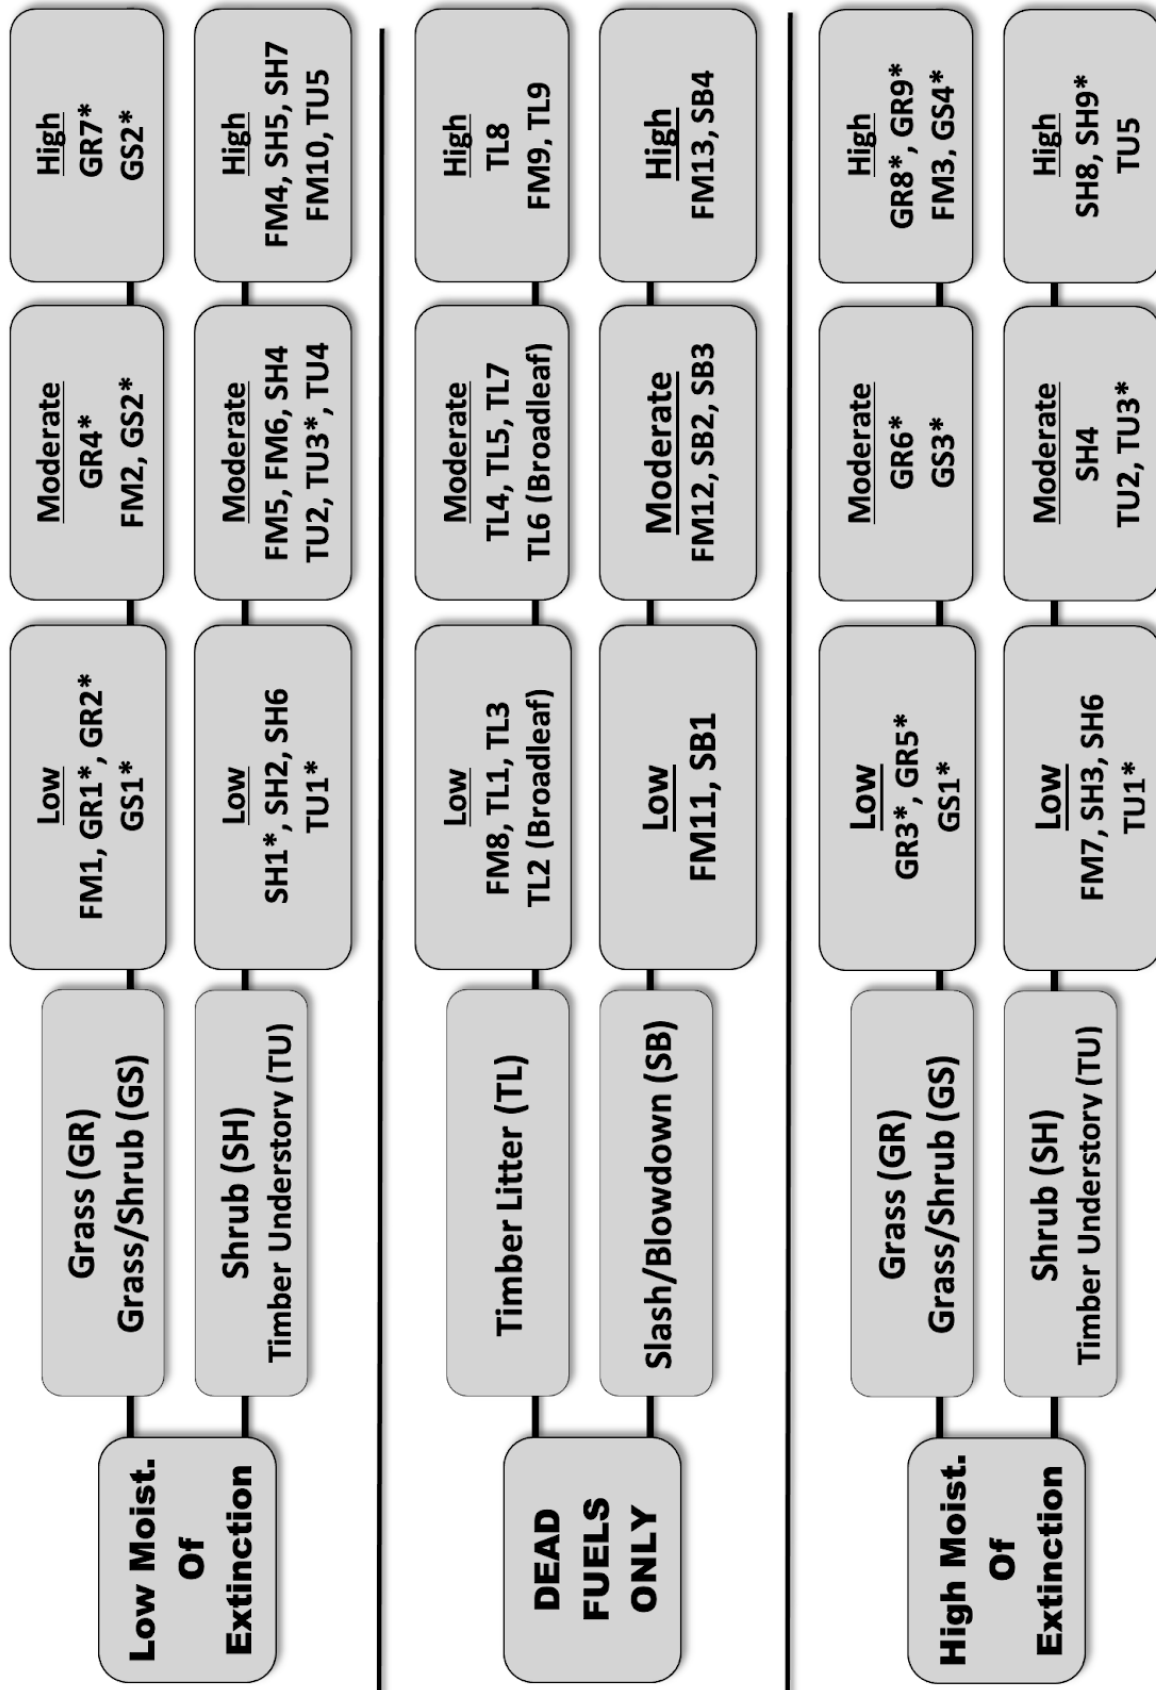 Low Moist.
Of
Extinction
Grass (GR)
Grass/Shrub (GS)
Low
FM1, GR1*, GR2*
GS1*
Moderate
GR4*
FM2, GS2*
High
GR7*
GS2*
Shrub (SH)
Timber Understory (TU)
Low
SH1*, SH2, SH6
TU1*
Moderate
FM5, FM6, SH4
TU2, TU3*, TU4
High
FM4, SH5, SH7
FM10, TU5
DEAD
FUELS
ONLY
Timber Litter (TL)
Low
FM8, TL1, TL3
TL2 (Broadleaf)
Moderate
TL4, TL5, TL7
TL6 (Broadleaf)
High
TL8
FM9, TL9
Slash/Blowdown (SB)
Low
FM11, SB1
Moderate
FM12, SB2, SB3
High
FM13, SB4
High Moist.
Of
Extinction
Grass (GR)
Grass/Shrub (GS)
Low
GR3*, GR5*
GS1*
Moderate
GR6*
GS3*
High
GR8*, GR9*
FM3, GS4*
Shrub (SH)
Timber Understory (TU)
Low
FM7, SH3, SH6
TU1*
Moderate
SH4
TU2, TU3*
High
SH8, SH9*
TU5